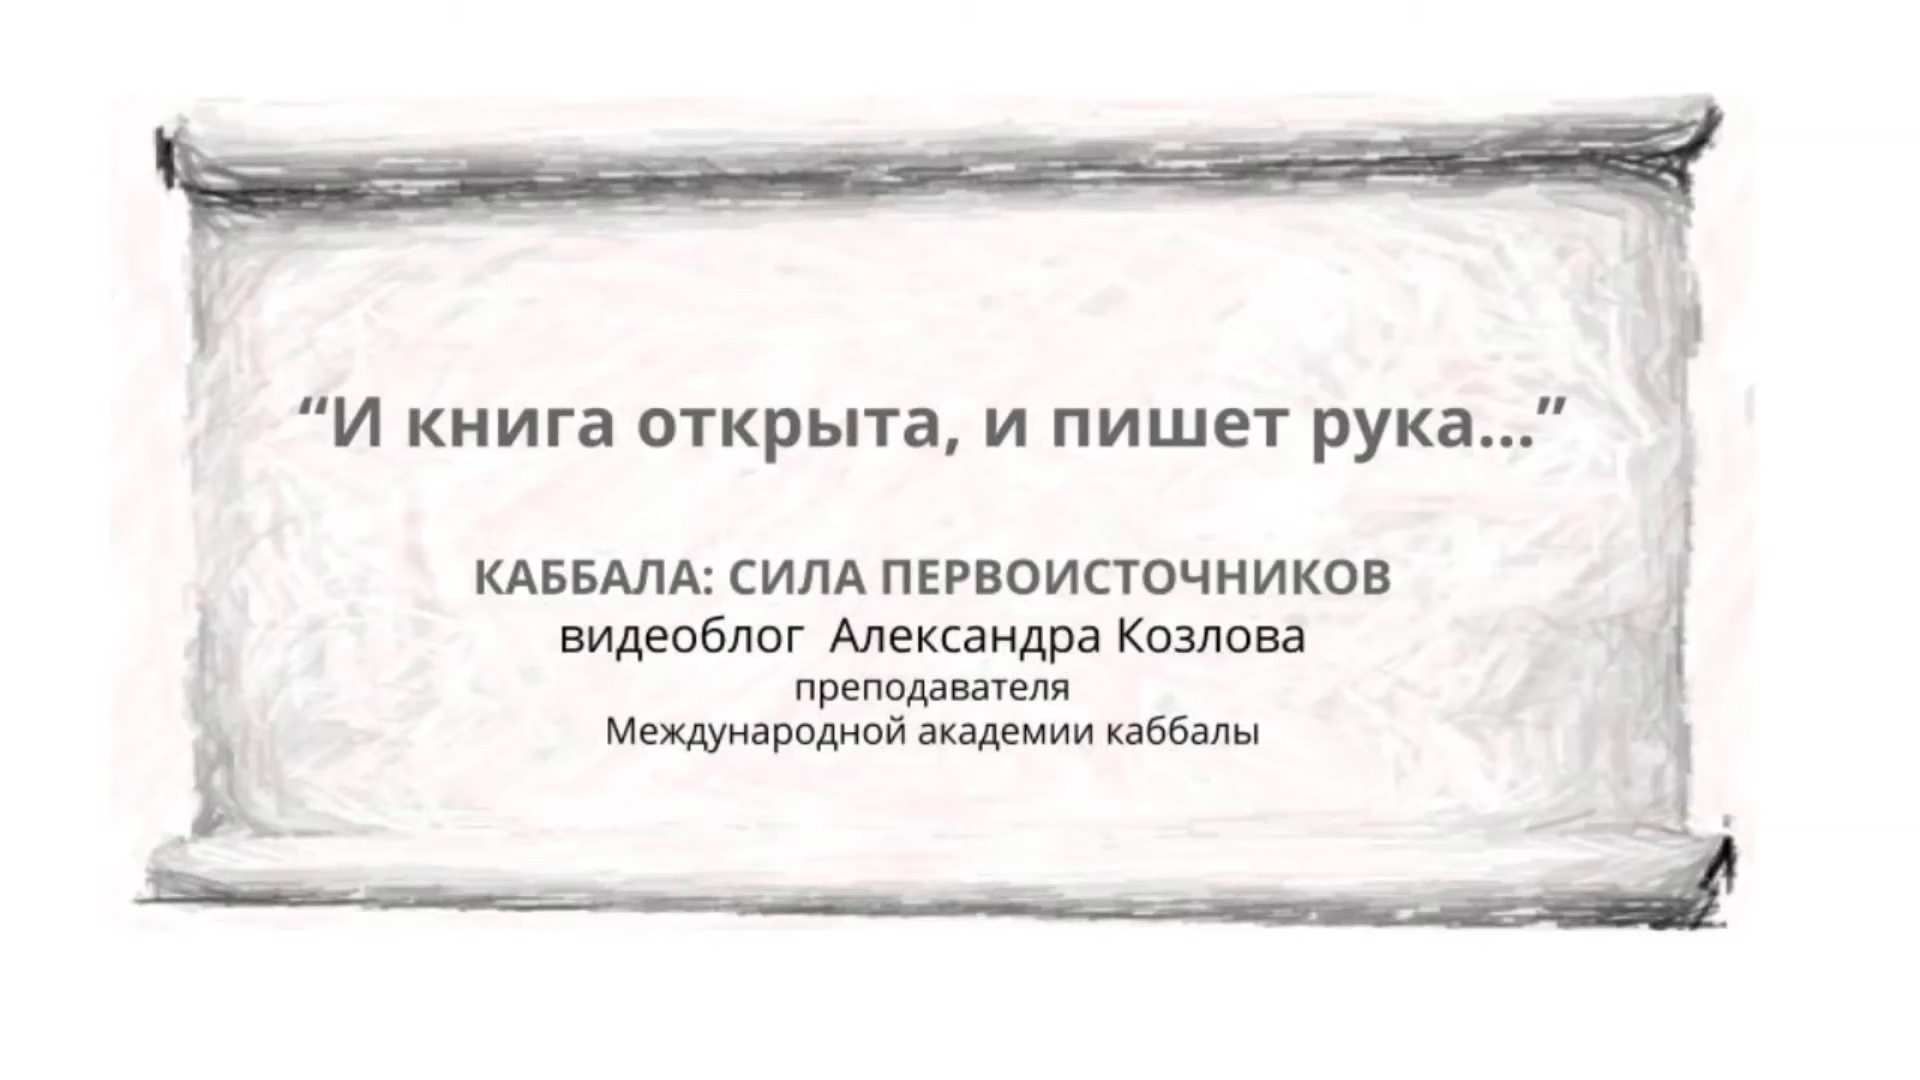 “И книга открыта, и пишет рука...”
КАББАЛА: СИЛА ПЕРВОИСТОЧНИКОВ
видеоблог Александра Козлова
преподавателя
Международной академии каббалы